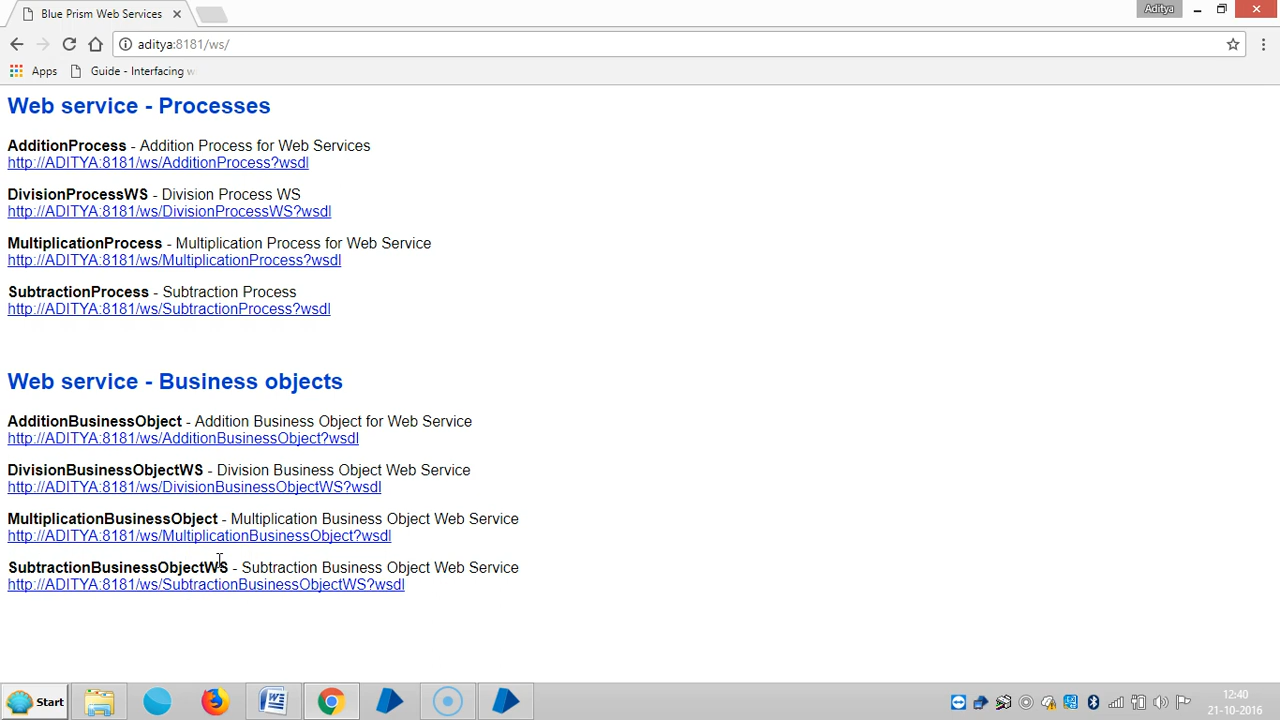 Blue Prism Web Services
Aditya
aditya:8181/ws/
Apps
Guide - Interfacing
Web service - Processes
AdditionProcess - Addition Process for Web Services
http://ADITYA:8181/ws/AdditionProcess?wsdl
DivisionProcessWS - Division Process WS
http://ADITYA:8181/ws/DivisionProcessWS?wsdl
MultiplicationProcess - Multiplication Process for Web Service
http://ADITYA:8181/ws/MultiplicationProcess?wsdl
SubtractionProcess - Subtraction Process
http://ADITYA:8181/ws/SubtractionProcess?wsdl
Web service - Business objects
AdditionBusinessObject - Addition Business Object for Web Service
http://ADITYA:8181/ws/AdditionBusinessObject?wsdl
DivisionBusinessObjectWS - Division Business Object Web Service
http://ADITYA:8181/ws/DivisionBusinessObjectWS?wsdl
MultiplicationBusinessObject - Multiplication Business Object Web Service
http://ADITYA:8181/ws/MultiplicationBusinessObject?wsdl
SubtractionBusinessObjectWS - Subtraction Business Object Web Service
http://ADITYA:8181/ws/SubtractionBusinessObjectWS?wsdl
Start
12:40
21-10-2016